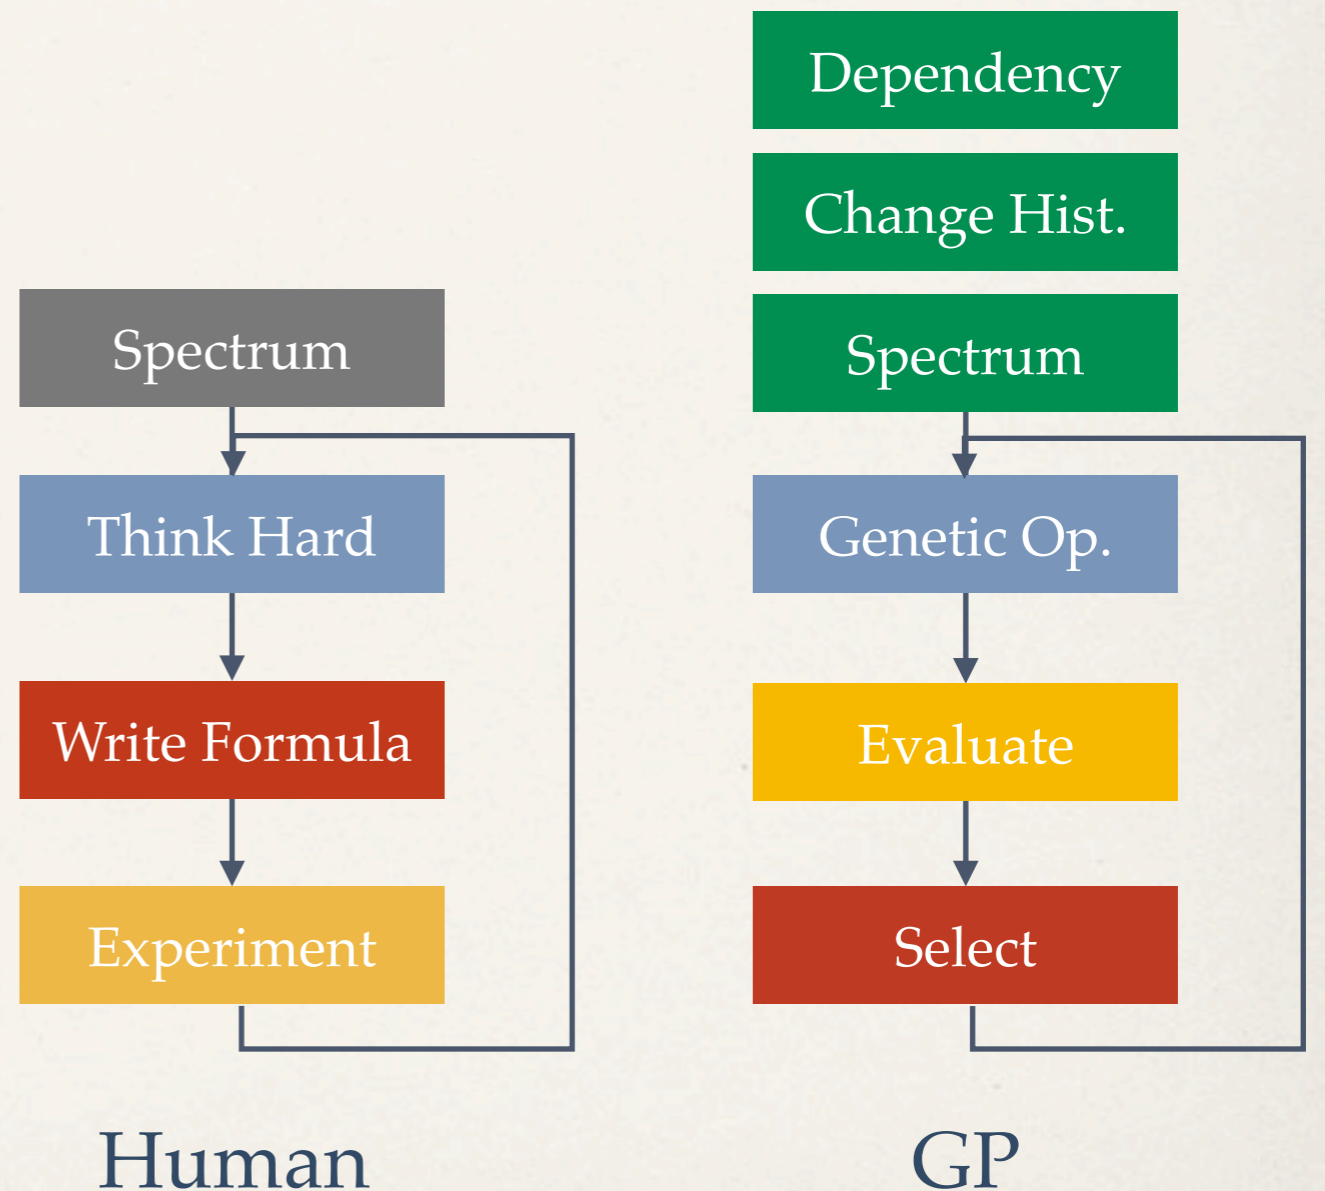 Spectrum
Think Hard
Write Formula
Experiment
Human
Dependency
Change Hist.
Spectrum
Genetic Op.
Evaluate
Select
GP